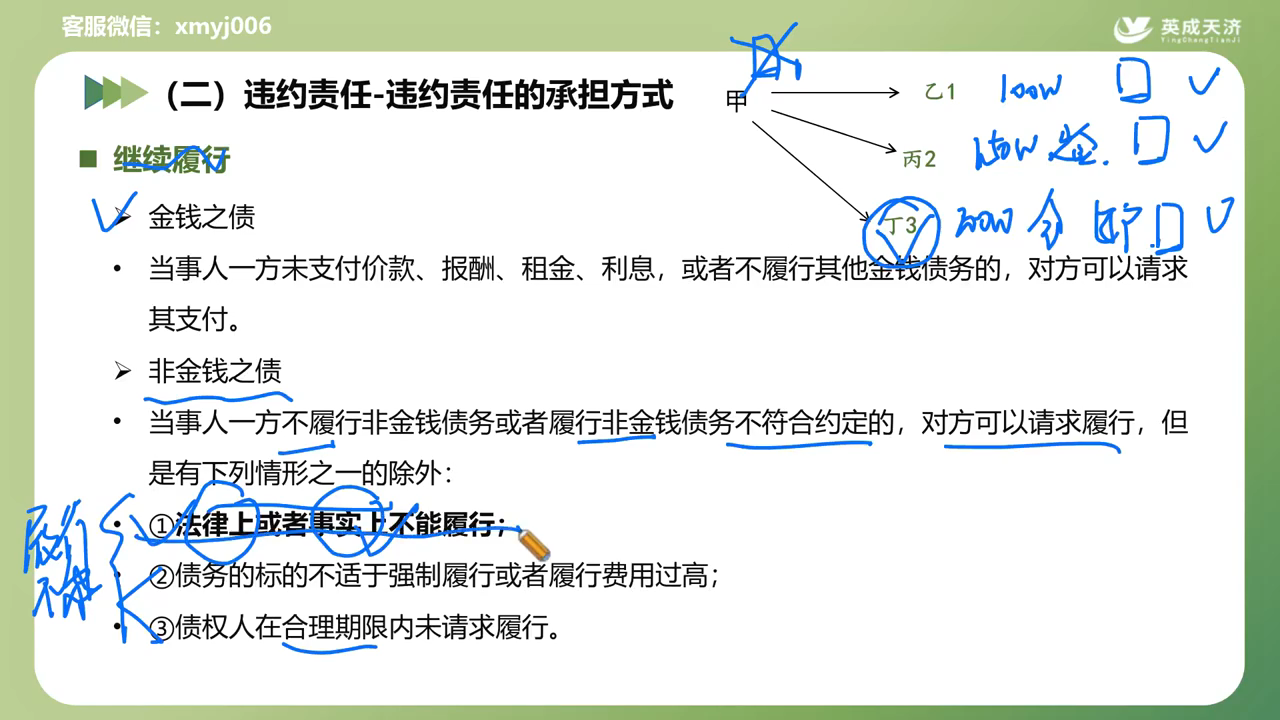 客服微信：xmyj006
英成天济
YingChengTianJi
（二）违约责任-违约责任的承担方式
甲
乙1 100W
丙2
丁3
继续履行
金钱之债
• 当事人一方未支付价款、报酬、租金、利息，或者不履行其他金钱债务的，对方可以请求
其支付。
非金钱之债
• 当事人一方不履行非金钱债务或者履行非金钱债务不符合约定的，对方可以请求履行，但
是有下列情形之一的除外：
• ①法律上或者事实上不能履行；
• ②债务的标的不适于强制履行或者履行费用过高；
• ③债权人在合理期限内未请求履行。
履行
不能